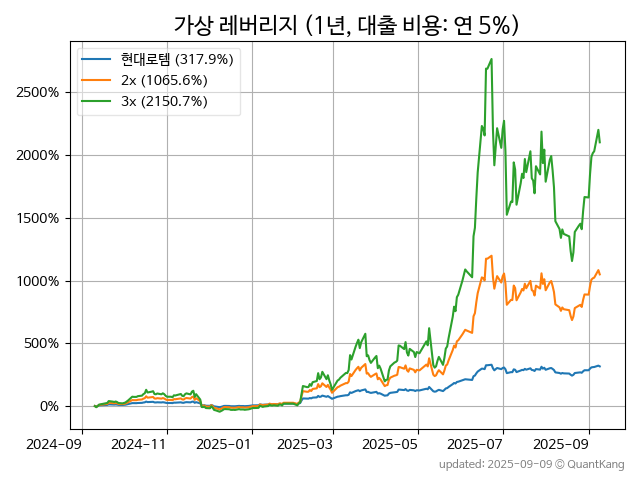 가상 레버리지 (1년, 대출 비용: 연 5%)
현대로템 (317.9%)
2x (1065.6%)
3x (2150.7%)
2500%
2000%
1500%
1000%
500%
0%
2024-09 2024-11 2025-01 2025-03 2025-05 2025-07 2025-09
updated: 2025-09-09 © QuantKang